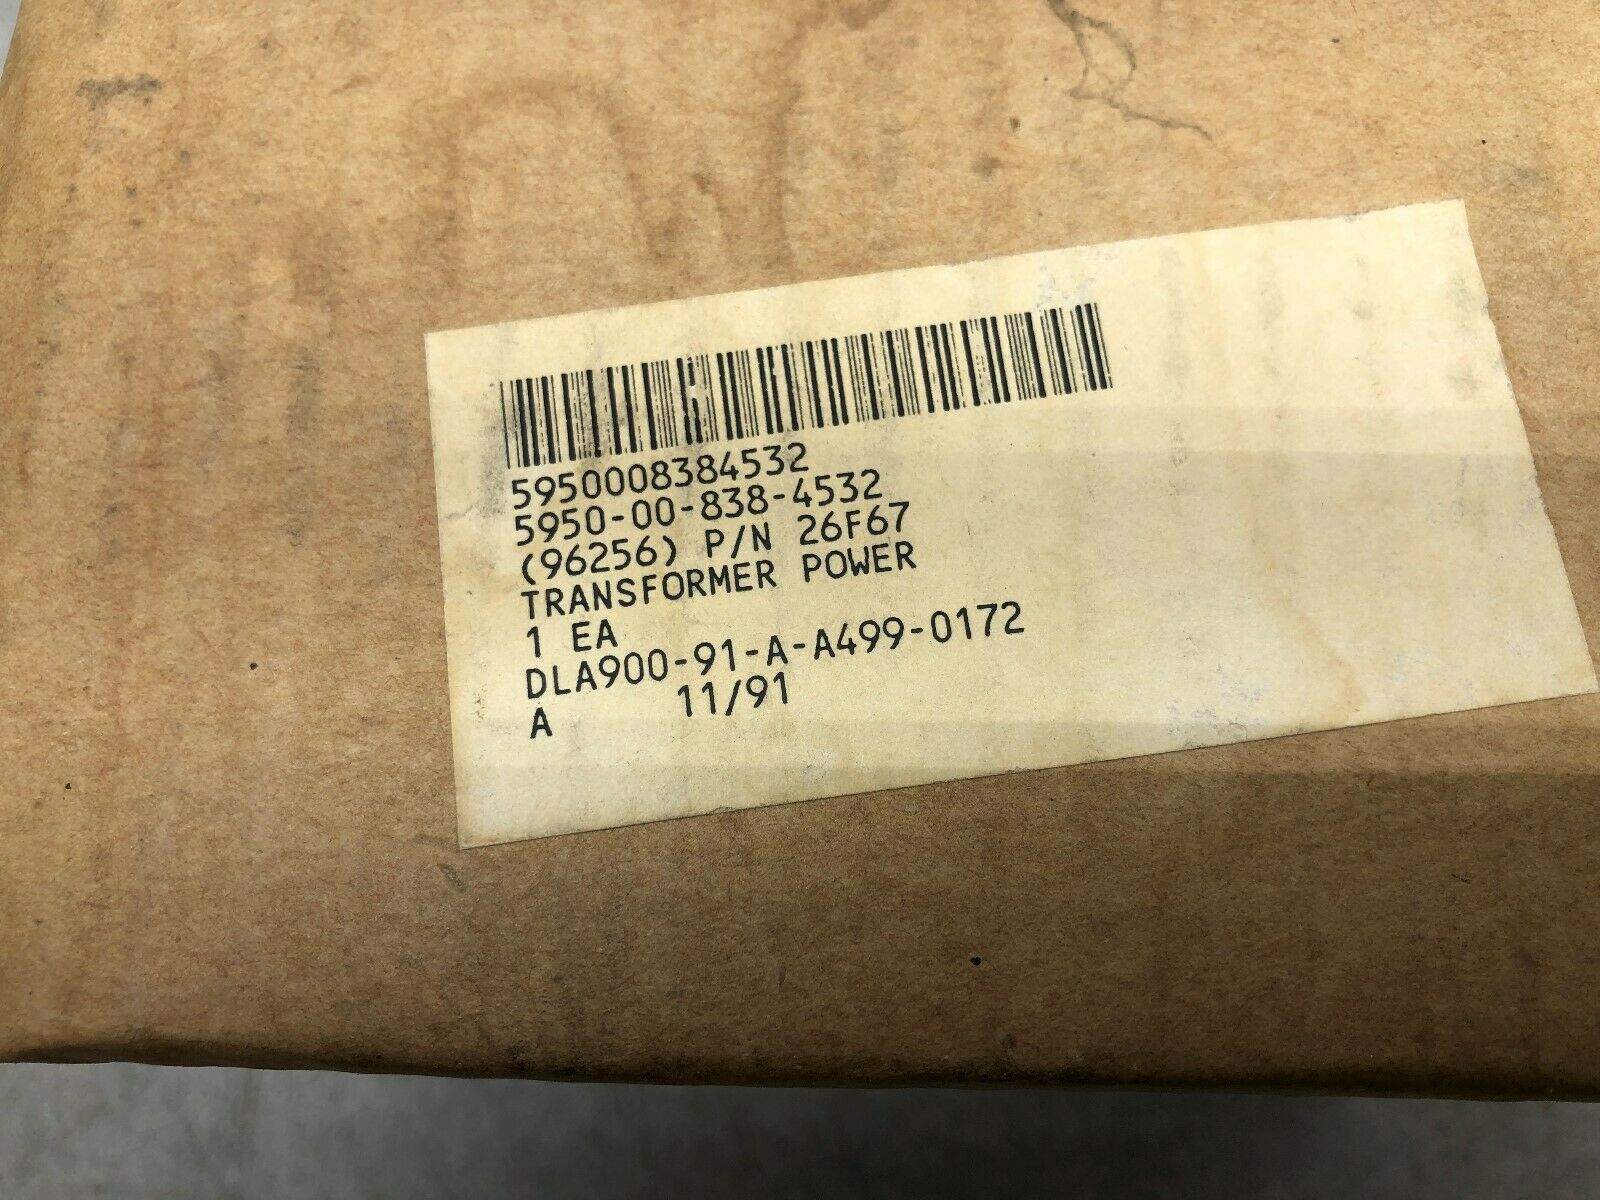 5950008384532
5950-00-838-4532
(96256) P/N 26F67
TRANSFORMER POWER
1 EA
DLA900-91-A-A499-0172
A 11/91